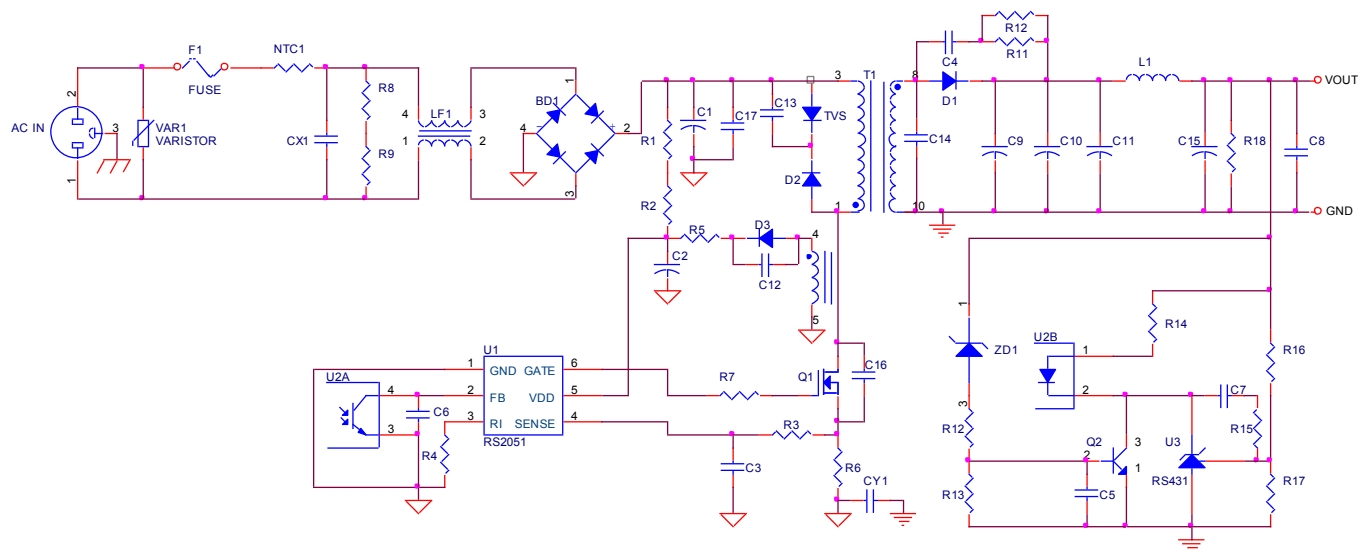 R12
R11
C4
F1
NTC1
FUSE
L1
VOUT
T1
3
8
D1
2
AC IN
3
1
VAR1
VARISTOR
CX1
R8
R9
4
1
LF1
3
2
1
BD1
4
2
3
-
+
R1
R2
C1
C17
C13
TVS
D2
1
C14
10
C9
C10
C11
C15
R18
C8
GND
R5
D3
4
C2
C12
5
1
ZD1
3
U2B
1
2
R14
R16
C7
R15
U1
1
GND
GATE
6
2
FB
VDD
5
3
RI
SENSE
4
RS2051
U2A
4
3
C6
R4
R7
Q1
C16
R3
C3
R6
CY1
R12
R13
Q2
2
3
1
C5
U3
RS431
R17